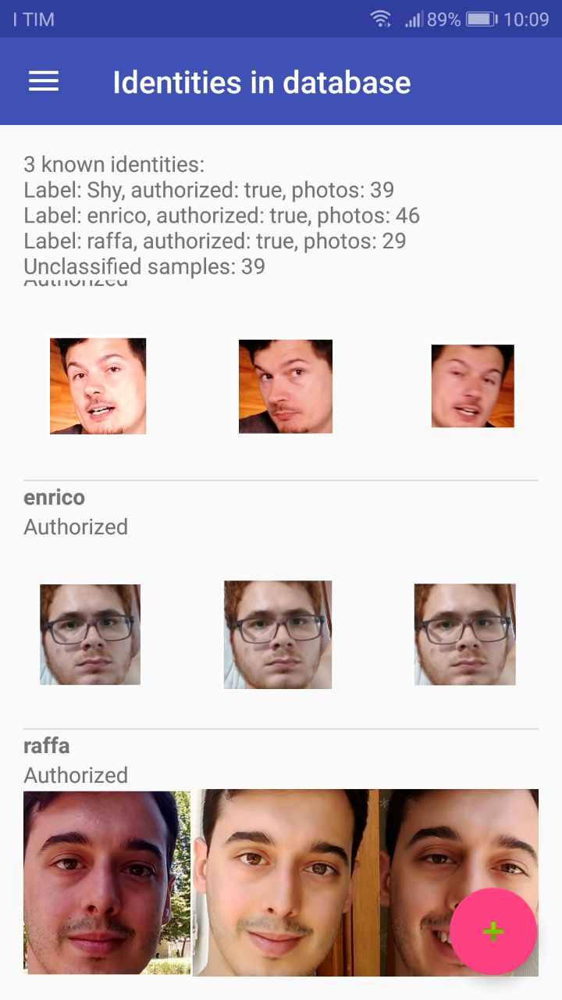 I TIM 89% 10:09
Identities in database
3 known identities:
Label: Shy, authorized: true, photos: 39
Label: enrico, authorized: true, photos: 46
Label: raffa, authorized: true, photos: 29
Unclassified samples: 39
Authorized
enrico
Authorized
raffa
Authorized
+